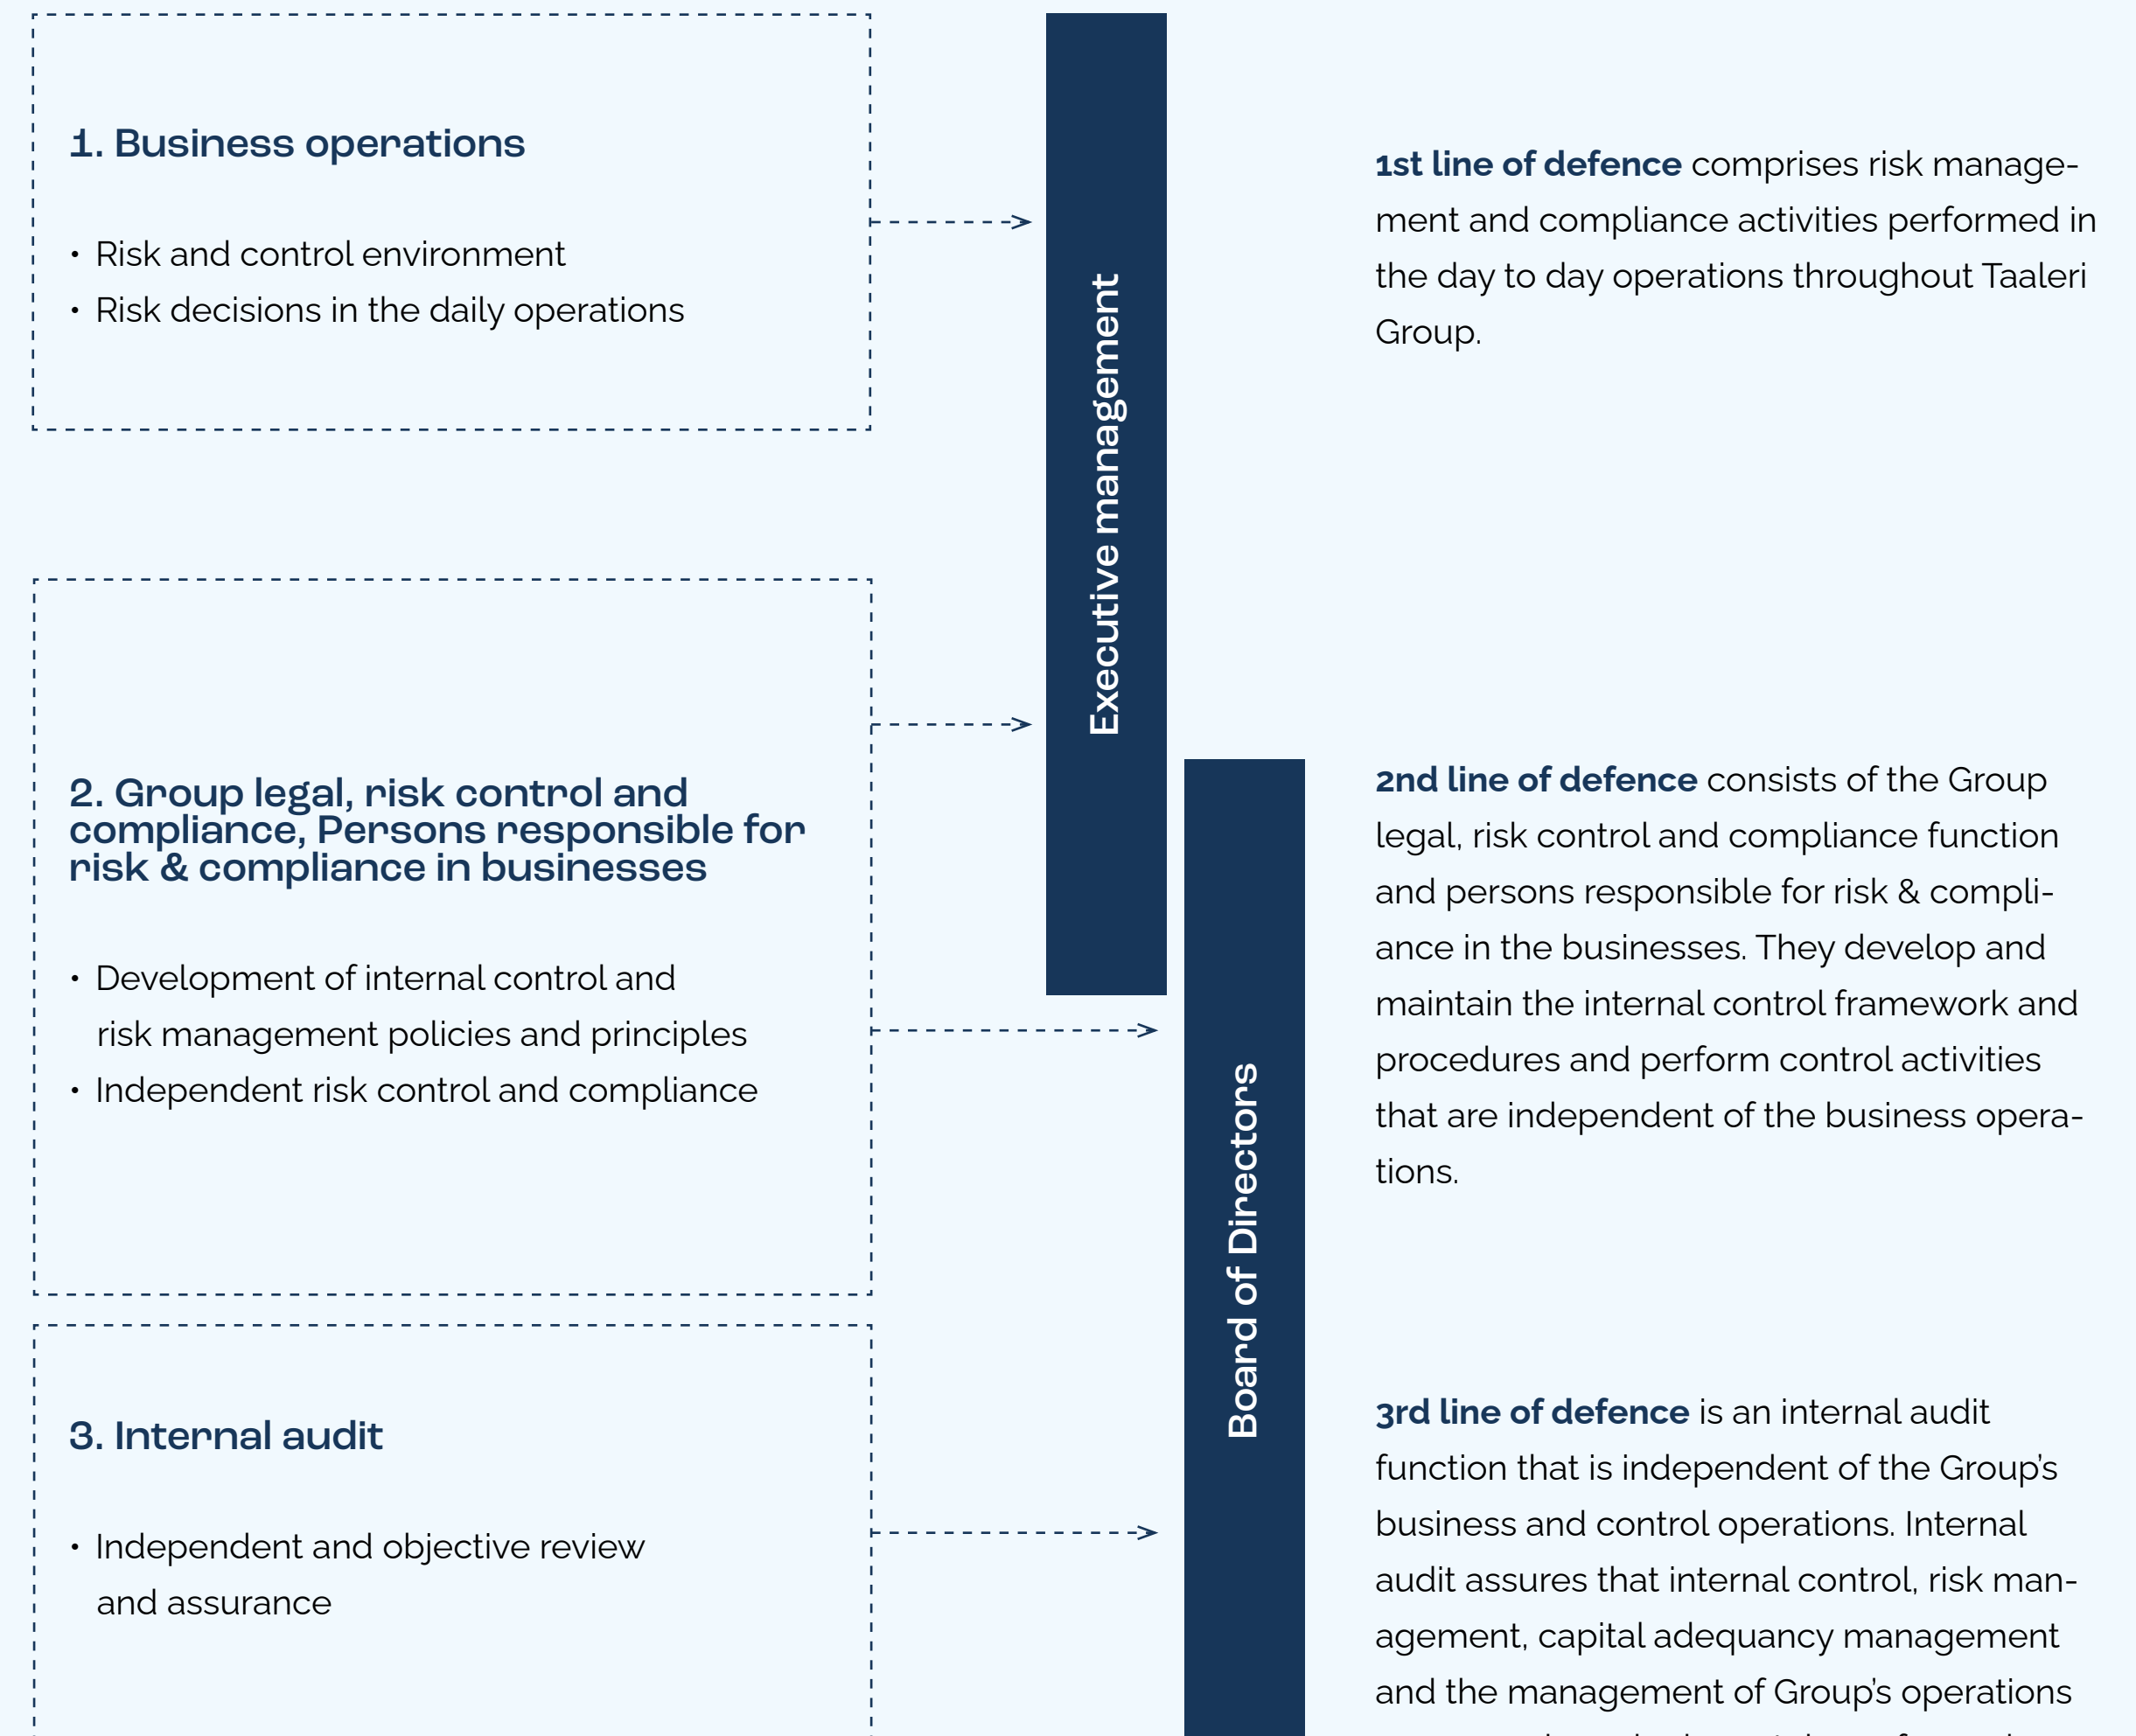 1. Business operations
• Risk and control environment
• Risk decisions in the daily operations
Executive management
1st line of defence comprises risk manage-
ment and compliance activities performed in
the day to day operations throughout Taaleri
Group.
2. Group legal, risk control and
compliance, Persons responsible for
risk & compliance in businesses
• Development of internal control and
risk management policies and principles
• Independent risk control and compliance
Board of Directors
2nd line of defence consists of the Group
legal, risk control and compliance function
and persons responsible for risk & compli-
ance in the businesses. They develop and
maintain the internal control framework and
procedures and perform control activities
that are independent of the business opera-
tions.
3. Internal audit
• Independent and objective review
and assurance
3rd line of defence is an internal audit
function that is independent of the Group’s
business and control operations. Internal
audit assures that internal control, risk man-
agement, capital adequancy management
and the management of Group’s operations